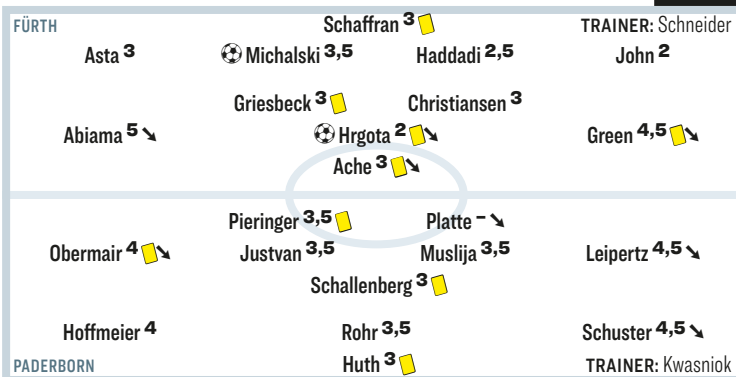 FÜRTH Schaffran 3 TRAINER: Schneider
Asta 3 Michalski 3,5 Haddadi 2,5 John 2
Griesbeck 3 Christiansen 3
Abiama 5 ➘ Hrgota 2 ➘ Green 4,5 ➘
Ache 3 ➘
Pieringer 3,5 Platte – ➘
Obermair 4 ➘ Justvan 3,5 Muslija 3,5 Leipertz 4,5 ➘
Schallenberg 3
Hoffmeier 4 Rohr 3,5 Schuster 4,5 ➘
PADERBORN Huth 3 TRAINER: Kwasniok